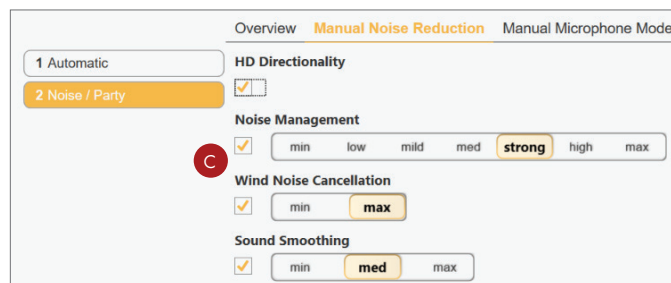 Overview Manual Noise Reduction Manual Microphone Mode
1 Automatic
2 Noise / Party
HD Directionality
Noise Management
C
min low mild med strong high max
Wind Noise Cancellation
min max
Sound Smoothing
min med max